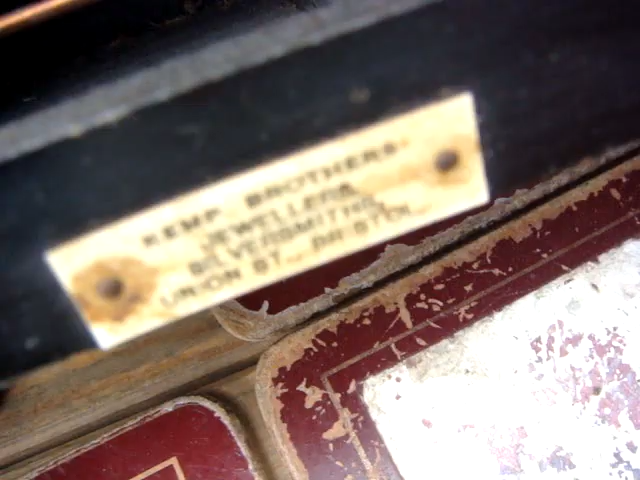 KEMP BROTHERS.
JEWELLERS,
SILVERSMITHS,
UNION ST., BRISTOL.